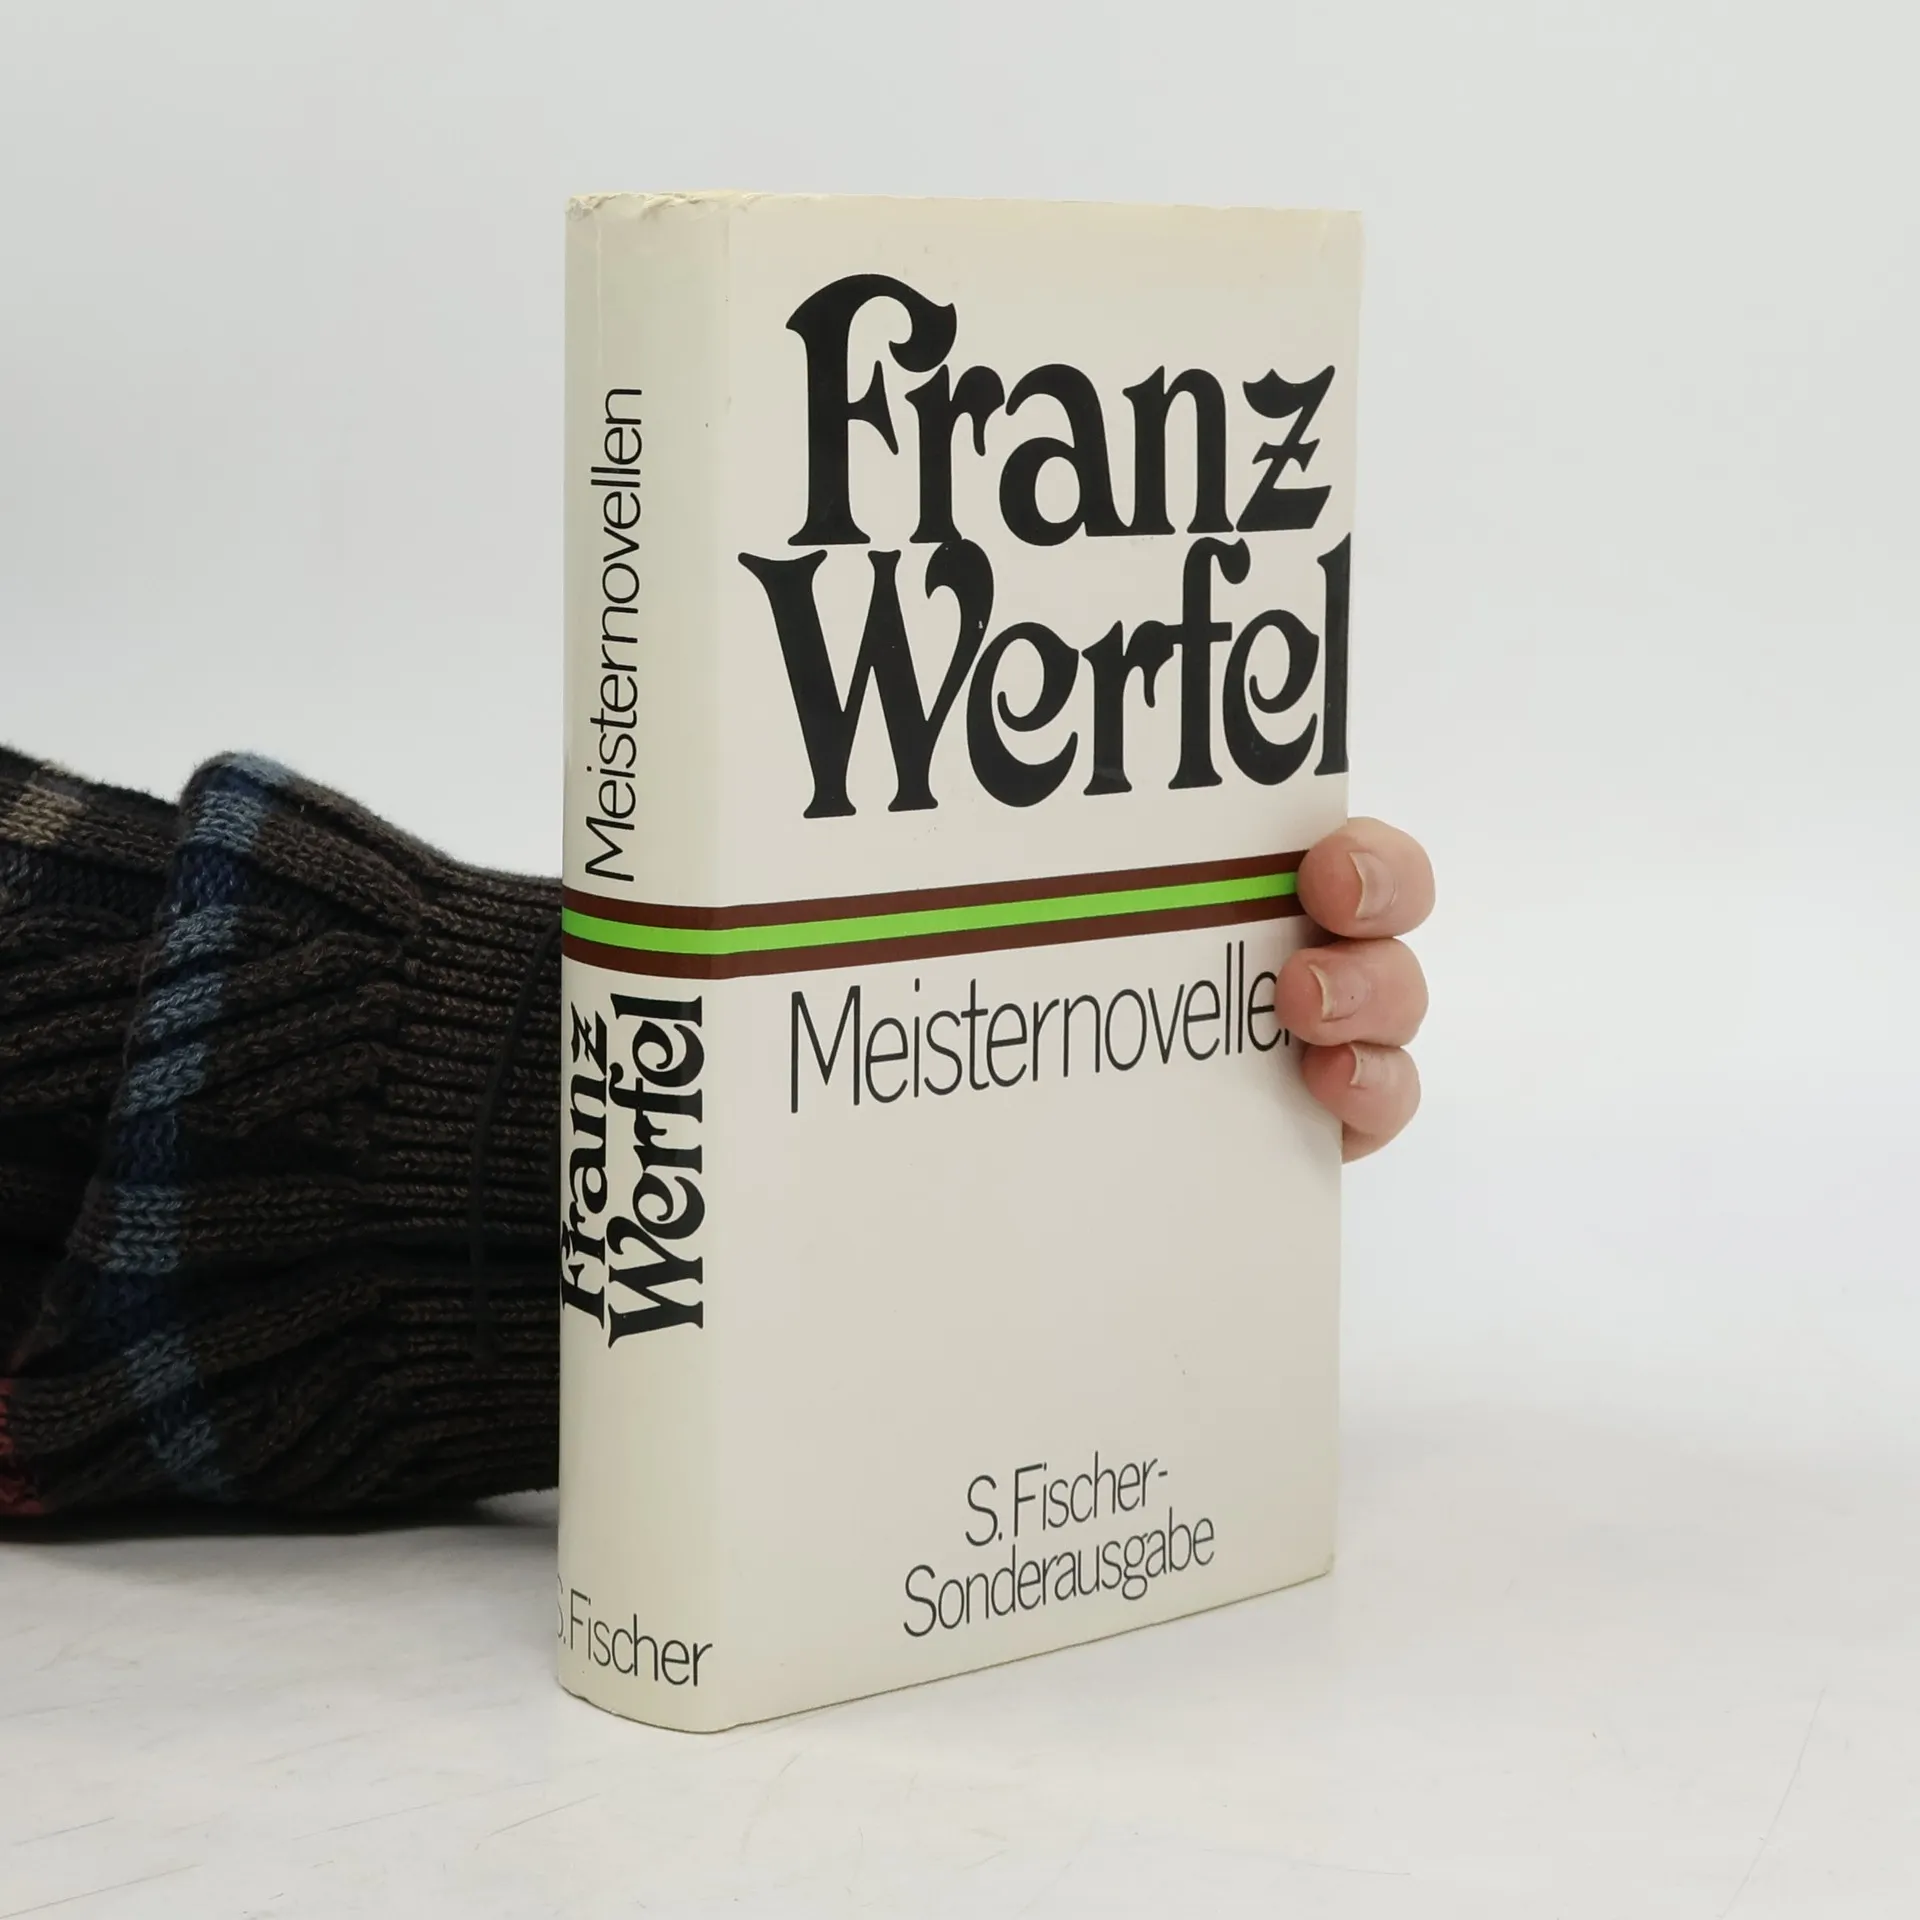 Franz
Werfel
Meisternovellen
S. Fischer-
Sonderausgabe
Meisternovellen
Franz
Werfel
S. Fischer